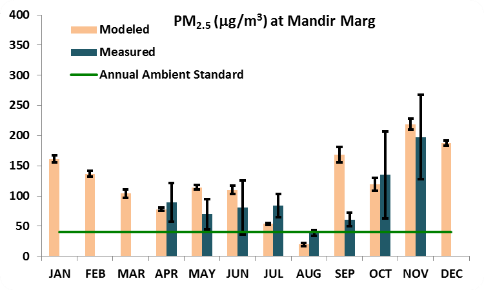 PM2.5 (µg/m³) at Mandir Marg
Modeled
Measured
Annual Ambient Standard
400
350
300
250
200
150
100
50
0
JAN FEB MAR APR MAY JUN JUL AUG SEP OCT NOV DEC